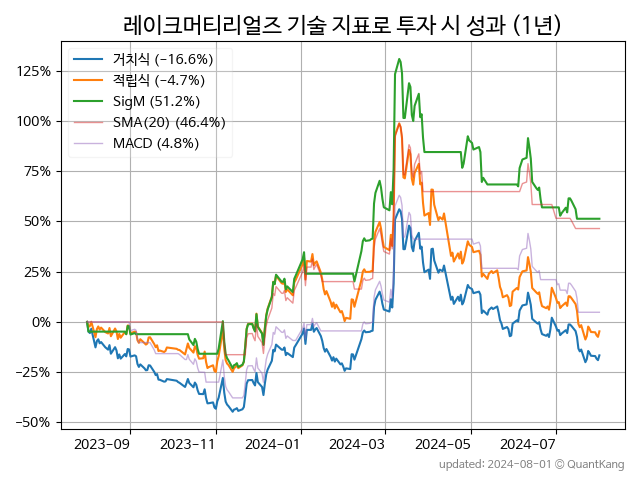 레이크머티리얼즈 기술 지표로 투자 시 성과 (1년)
거치식 (−16.6%)
적립식 (−4.7%)
SigM (51.2%)
SMA(20) (46.4%)
MACD (4.8%)
125%
100%
75%
50%
25%
0%
−25%
−50%
2023−09 2023−11 2024−01 2024−03 2024−05 2024−07
updated: 2024−08−01 © QuantKang